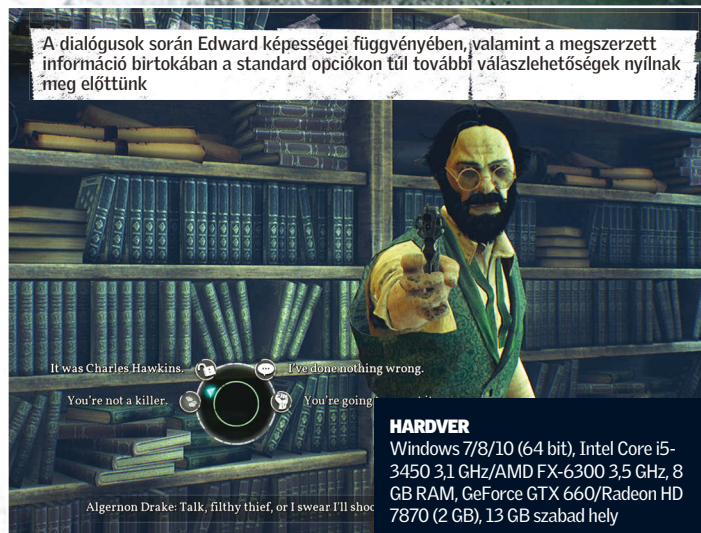 A dialógusok során Edward képességei függvényében, valamint a megszerzett
információ birtokában a standard opciókon túl további válaszlehetőségek nyílnak
meg előttünk
It was Charles Hawkins.
I've done nothing wrong.
You're not a killer.
You're going
Algernon Drake: Talk, filthy thief, or I swear I'll
HARDVER
Windows 7/8/10 (64 bit), Intel Core i5-
3450 3,1 GHz/AMD FX-6300 3,5 GHz, 8
GB RAM, GeForce GTX 660/Radeon HD
7870 (2 GB), 13 GB szabad hely